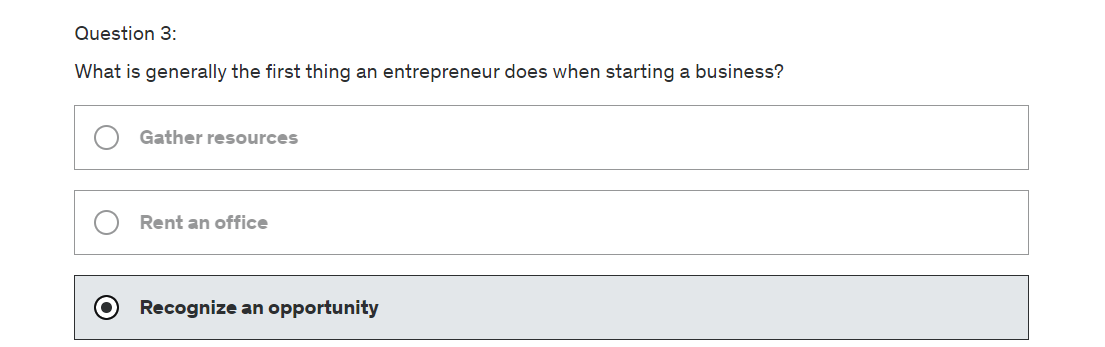 Question 3:
What is generally the first thing an entrepreneur does when starting a business?
Gather resources
Rent an office
Recognize an opportunity